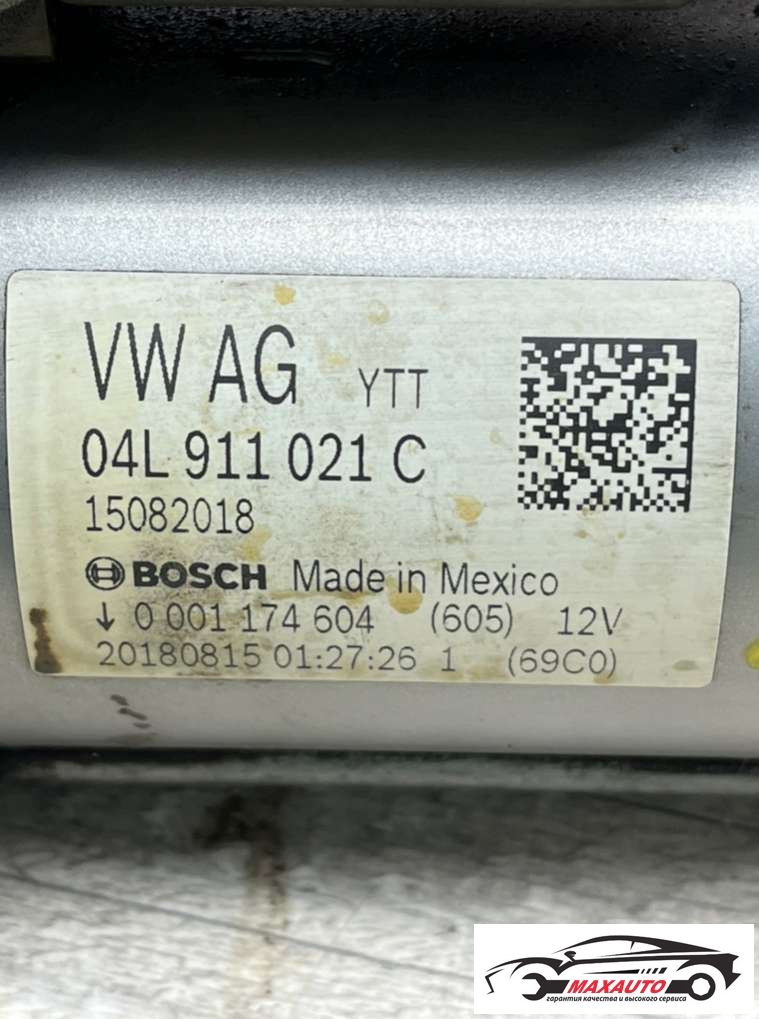 VW AG YTT
04L 911 021 C
15082018
BOSCH Made in Mexico
↓ 0 001 174 604 (605) 12V
20180815 01:27:26 1 (69C0)
MAXAUTO
гарантия качества и высокого сервиса